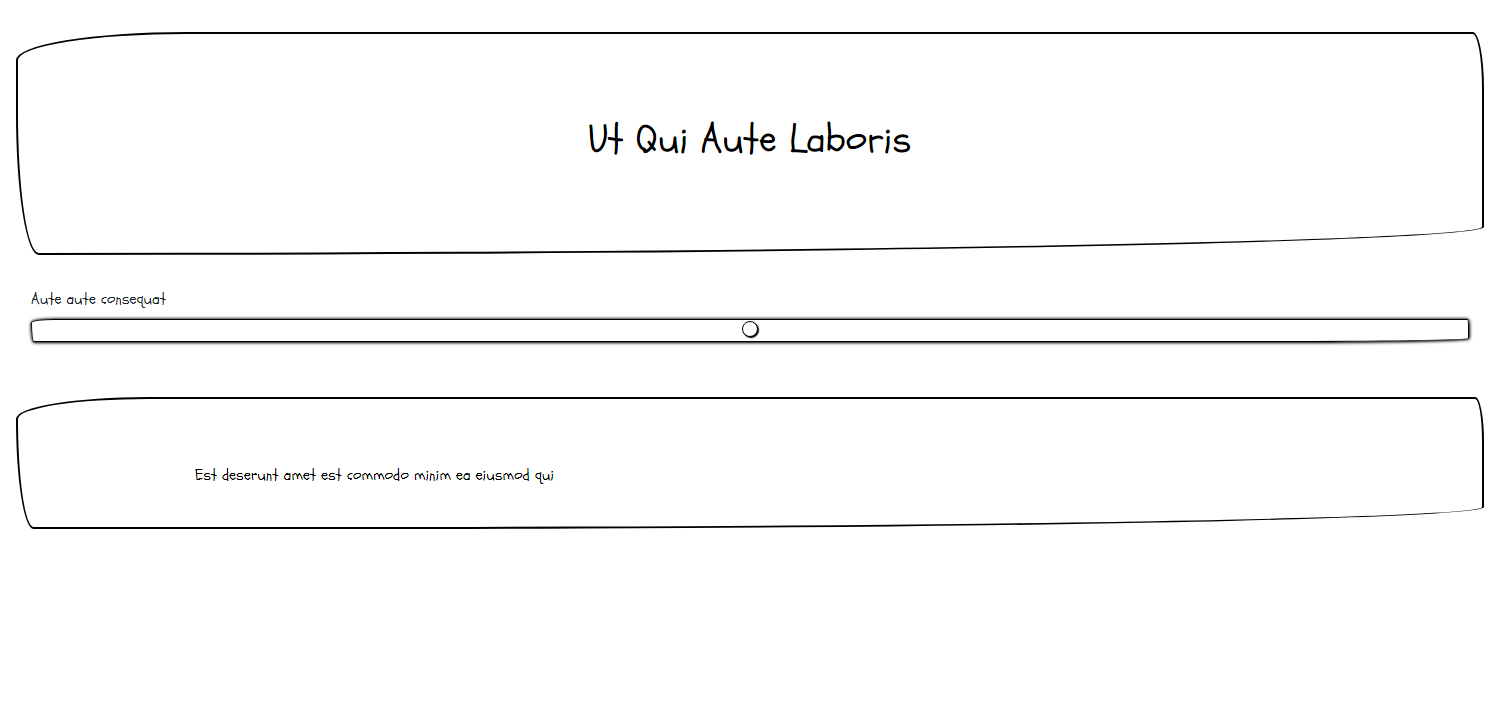 Ut Qui Aute Laboris
Aute aute consequat
Est deserunt amet est commodo minim ea eiusmod qui